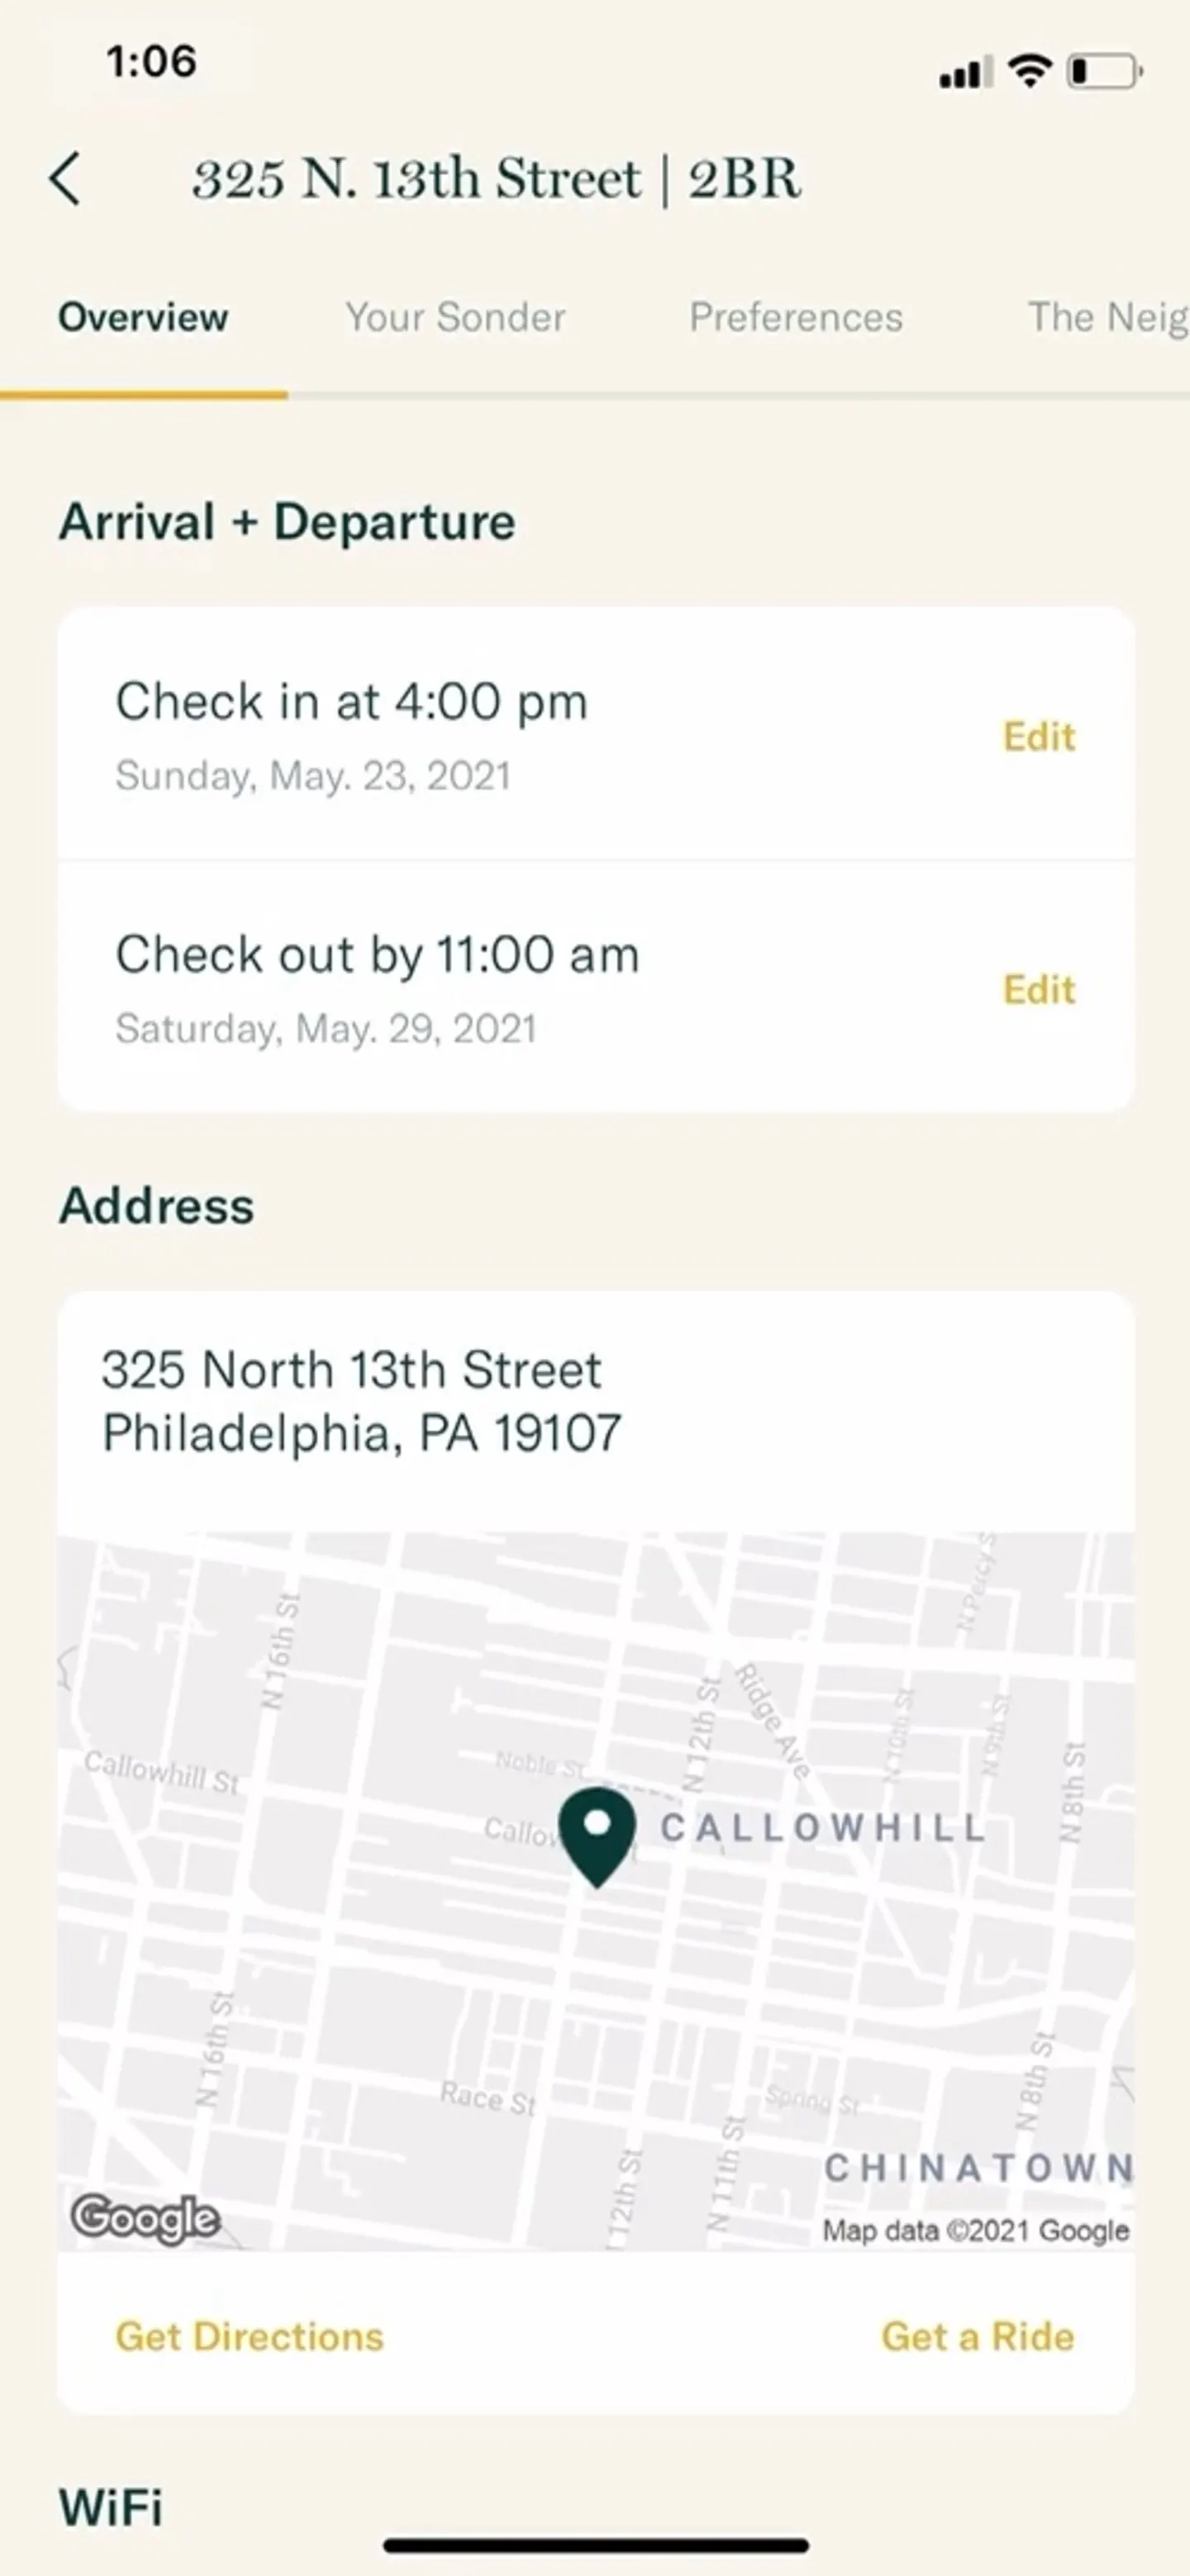 1:06
325 N. 13th Street | 2BR
Overview
Your Sonder
Preferences
The Neig
Arrival + Departure
Check in at 4:00 pm
Edit
Sunday, May. 23, 2021
Check out by 11:00 am
Edit
Saturday, May. 29, 2021
Address
325 North 13th Street
Philadelphia, PA 19107
N Percy S
N 16th St
Ridge Ave
N 12th St
N 10th St
N 9th St
N 8th St
Noble St
Callowhill St
Callow
CALLOWHILL
N 16th St
Race St
Spring St
N 8th St
12th St
N 11th St
CHINATOWN
Google
Map data ©2021 Google
Get Directions
Get a Ride
WiFi